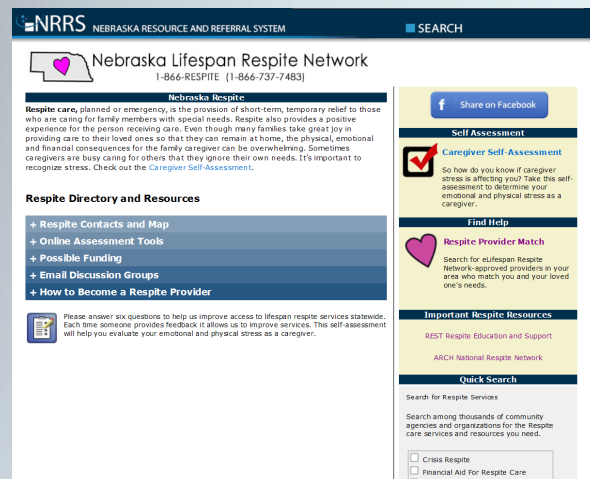 NRRS NEBRASKA RESOURCE AND REFERRAL SYSTEM
SEARCH
Nebraska Lifespan Respite Network
1-866-RESPITE (1-866-737-7483)
Nebraska Respite
Respite care, planned or emergency, is the provision of short-term, temporary relief to those
who are caring for family members with special needs. Respite also provides a positive
experience for the person receiving care. Even though many families take great joy in
providing care to their loved ones so that they can remain at home, the physical, emotional
and financial consequences for the family caregiver can be overwhelming. Sometimes
caregivers are busy caring for others that they ignore their own needs. It's important to
recognize stress. Check out the Caregiver Self-Assessment.
Respite Directory and Resources
+ Respite Contacts and Map
+ Online Assessment Tools
+ Possible Funding
+ Email Discussion Groups
+ How to Become a Respite Provider
Please answer six questions to help us improve access to lifespan respite services statewide.
Each time someone provides feedback it allows us to improve services. This self-assessment
will help you evaluate your emotional and physical stress as a caregiver.
f Share on Facebook
Self Assessment
Caregiver Self-Assessment
So how do you know if caregiver
stress is affecting you? Take this self-
assessment to determine your
emotional and physical stress as a
caregiver.
Find Help
Respite Provider Match
Search for eLifespan Respite
Network-approved providers in your
area who match you and your loved
one's needs.
Important Respite Resources
REST Respite Education and Support
ARCH National Respite Network
Quick Search
Search for Respite Services
Search among thousands of community
agencies and organizations for the Respite
care services and resources you need.
Crisis Respite
Financial Aid For Respite Care